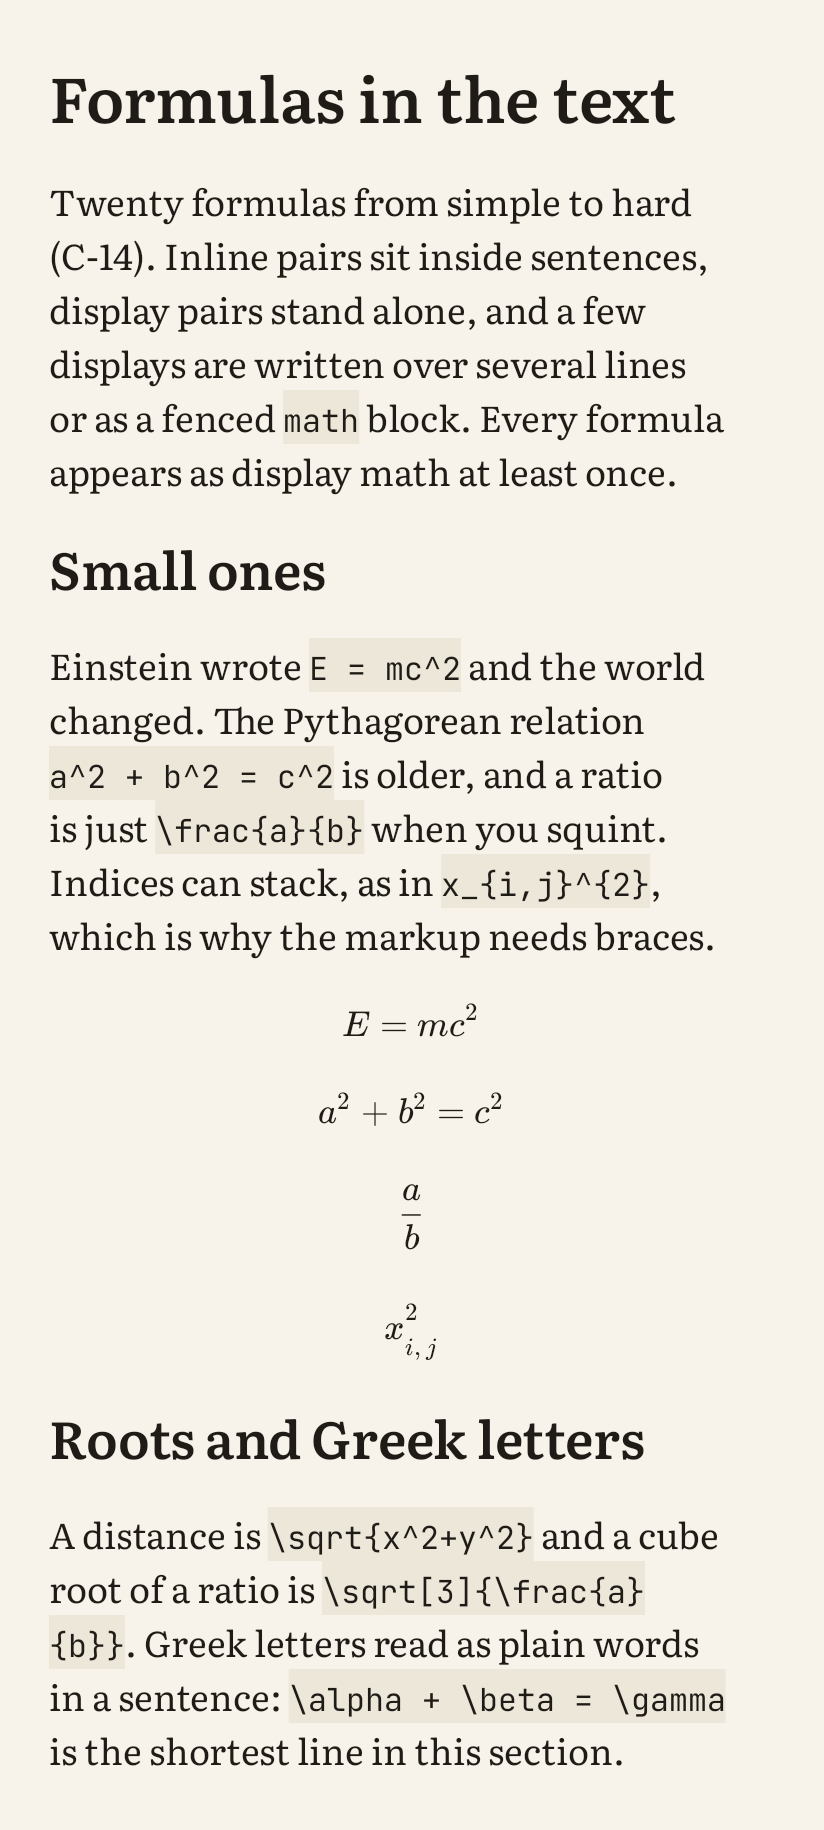 Formulas in the text
Twenty formulas from simple to hard
(C-14). Inline pairs sit inside sentences,
display pairs stand alone, and a few
displays are written over several lines
or as a fenced math block. Every formula
appears as display math at least once.
Small ones
Einstein wrote E = mc^2 and the world
changed. The Pythagorean relation
a^2 + b^2 = c^2 is older, and a ratio
is just \frac{a}{b} when you squint.
Indices can stack, as in x_{i,j}^{2},
which is why the markup needs braces.
E = mc²
a² + b² = c²
a
b
x²_{i,j}
Roots and Greek letters
A distance is \sqrt{x^2+y^2} and a cube
root of a ratio is \sqrt[3]{\frac{a}
{b}}. Greek letters read as plain words
in a sentence: \alpha + \beta = \gamma
is the shortest line in this section.